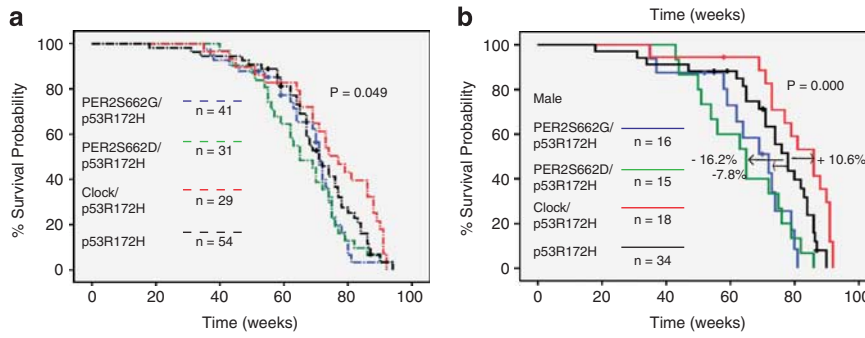 a
100
80
60
40
20
0
% Survival Probability
P = 0.049
PER2S662G/
p53R172H
n = 41
PER2S662D/
p53R172H
n = 31
Clock/
p53R172H
n = 29
p53R172H
n = 54
0 20 40 60 80 100
Time (weeks)
b
Time (weeks)
100
80
60
40
20
0
% Survival Probability
P = 0.000
Male
PER2S662G/
p53R172H
n = 16
PER2S662D/
p53R172H
n = 15
Clock/
p53R172H
n = 18
p53R172H
n = 34
- 16.2%
-7.8%
+ 10.6%
0 20 40 60 80 100
Time (weeks)